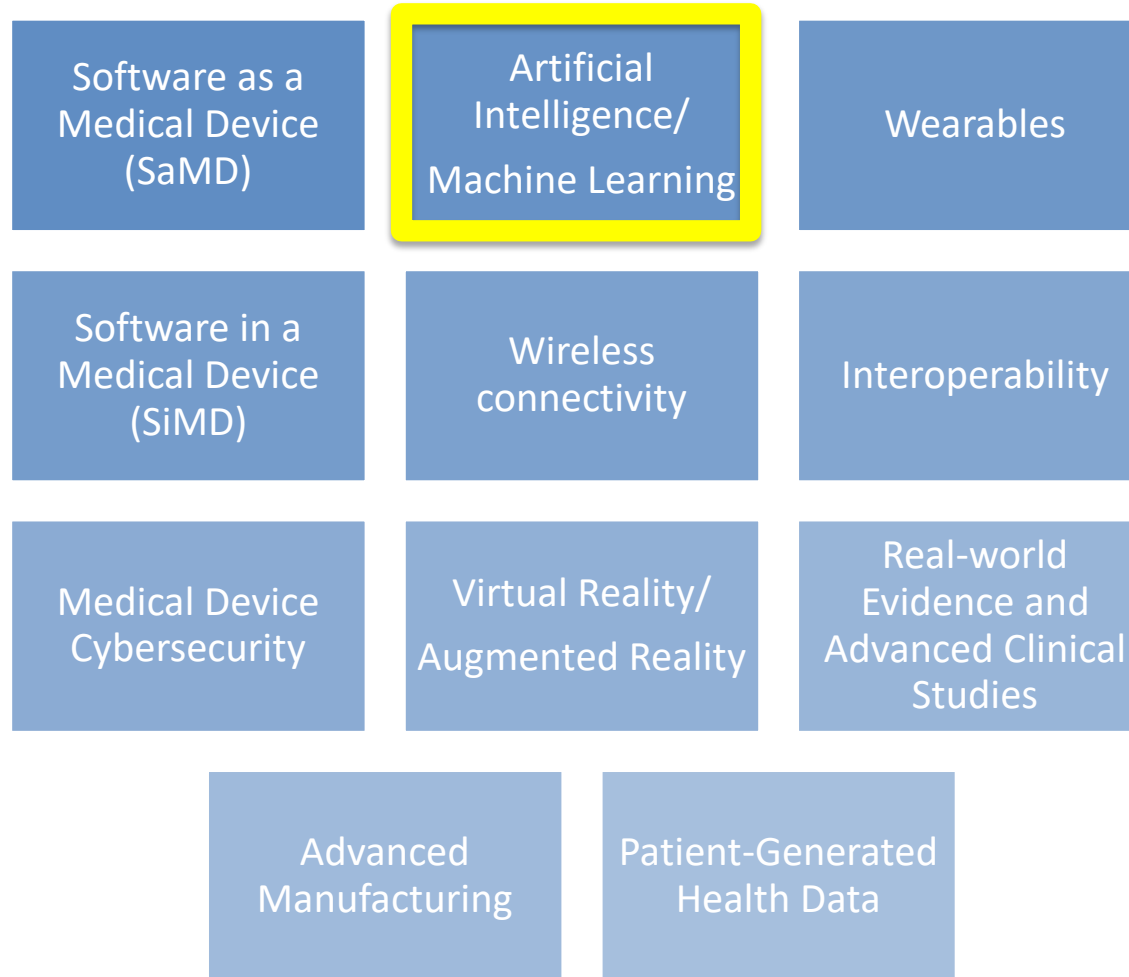 Software as a
Medical Device
(SaMD)
Artificial
Intelligence/
Machine Learning
Wearables
Software in a
Medical Device
(SiMD)
Wireless
connectivity
Interoperability
Medical Device
Cybersecurity
Virtual Reality/
Augmented Reality
Real-world
Evidence and
Advanced Clinical
Studies
Advanced
Manufacturing
Patient-Generated
Health Data